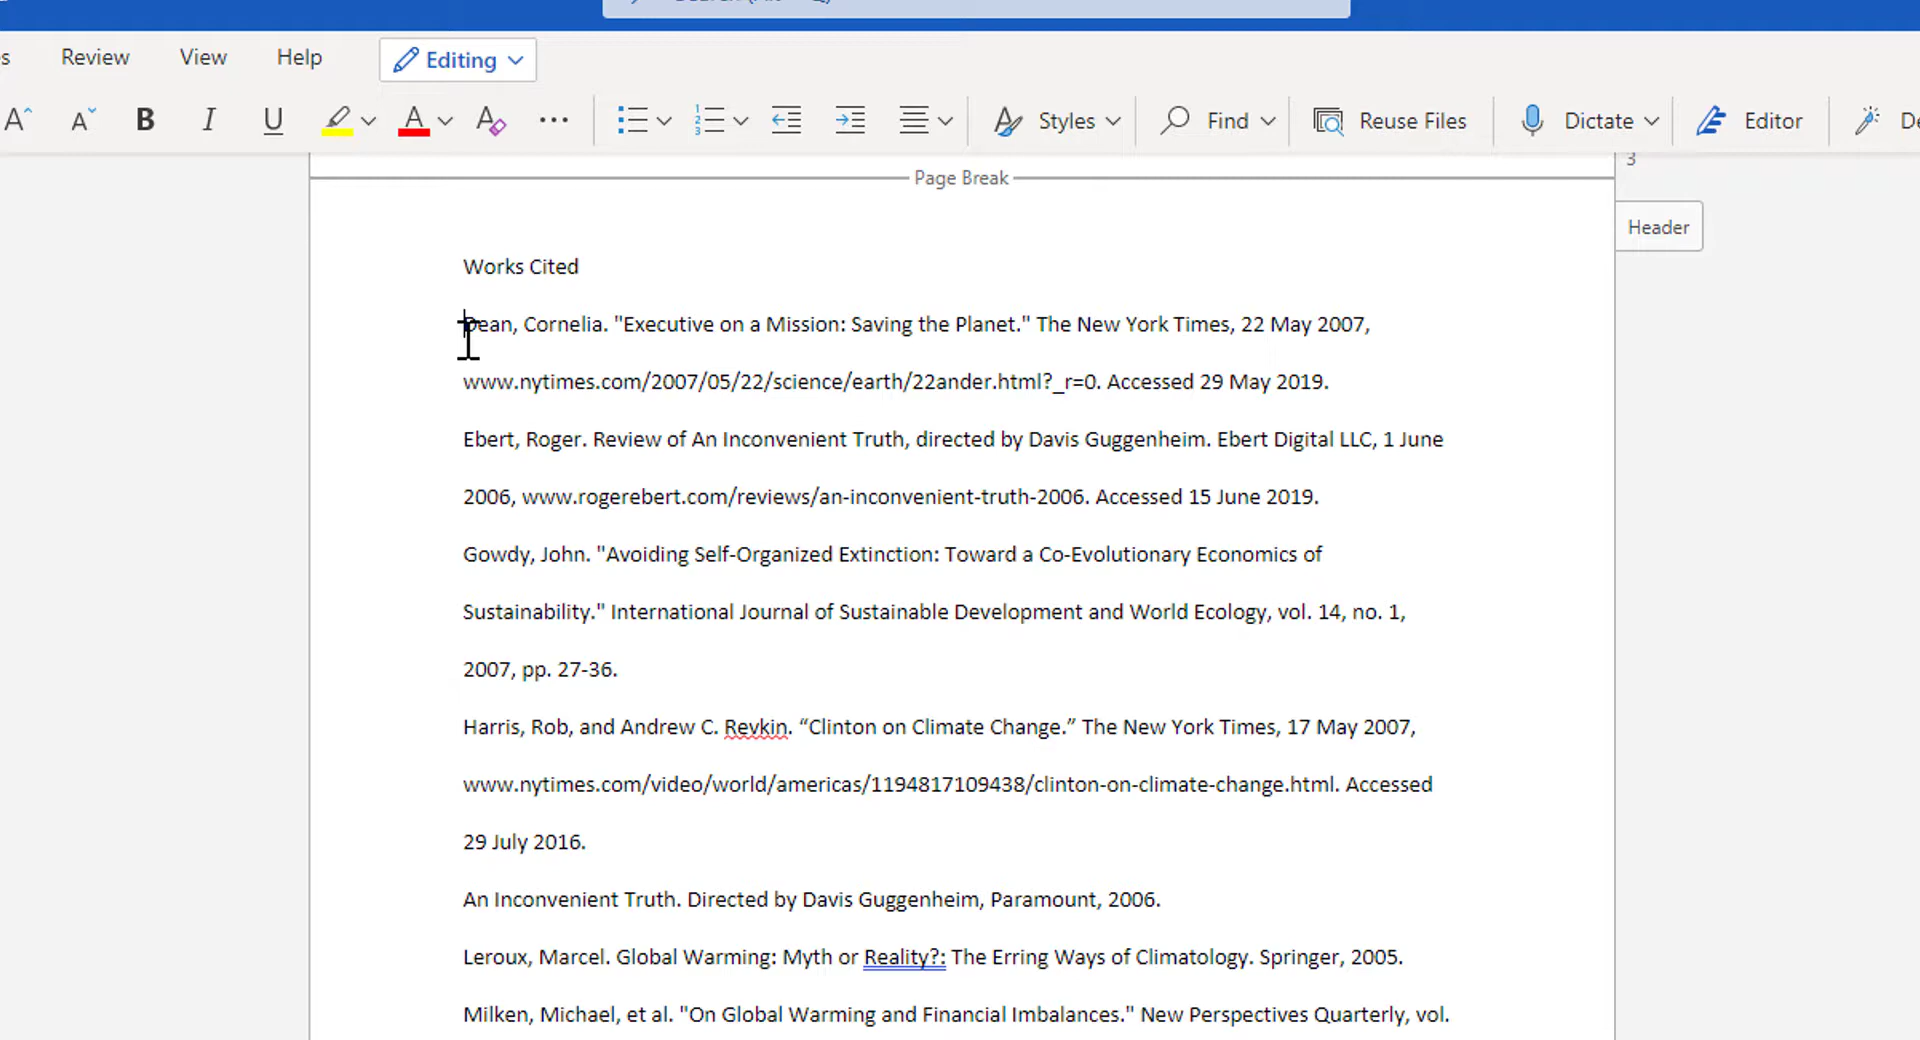 Review View Help Editing
A A B I U A A ... Styles Find Reuse Files Dictate Editor
Page Break
3
Header
Works Cited
Dean, Cornelia. "Executive on a Mission: Saving the Planet." The New York Times, 22 May 2007,
www.nytimes.com/2007/05/22/science/earth/22ander.html?_r=0. Accessed 29 May 2019.
Ebert, Roger. Review of An Inconvenient Truth, directed by Davis Guggenheim. Ebert Digital LLC, 1 June
2006, www.rogerebert.com/reviews/an-inconvenient-truth-2006. Accessed 15 June 2019.
Gowdy, John. "Avoiding Self-Organized Extinction: Toward a Co-Evolutionary Economics of
Sustainability." International Journal of Sustainable Development and World Ecology, vol. 14, no. 1,
2007, pp. 27-36.
Harris, Rob, and Andrew C. Revkin. “Clinton on Climate Change.” The New York Times, 17 May 2007,
www.nytimes.com/video/world/americas/1194817109438/clinton-on-climate-change.html. Accessed
29 July 2016.
An Inconvenient Truth. Directed by Davis Guggenheim, Paramount, 2006.
Leroux, Marcel. Global Warming: Myth or Reality?: The Erring Ways of Climatology. Springer, 2005.
Milken, Michael, et al. "On Global Warming and Financial Imbalances." New Perspectives Quarterly, vol.